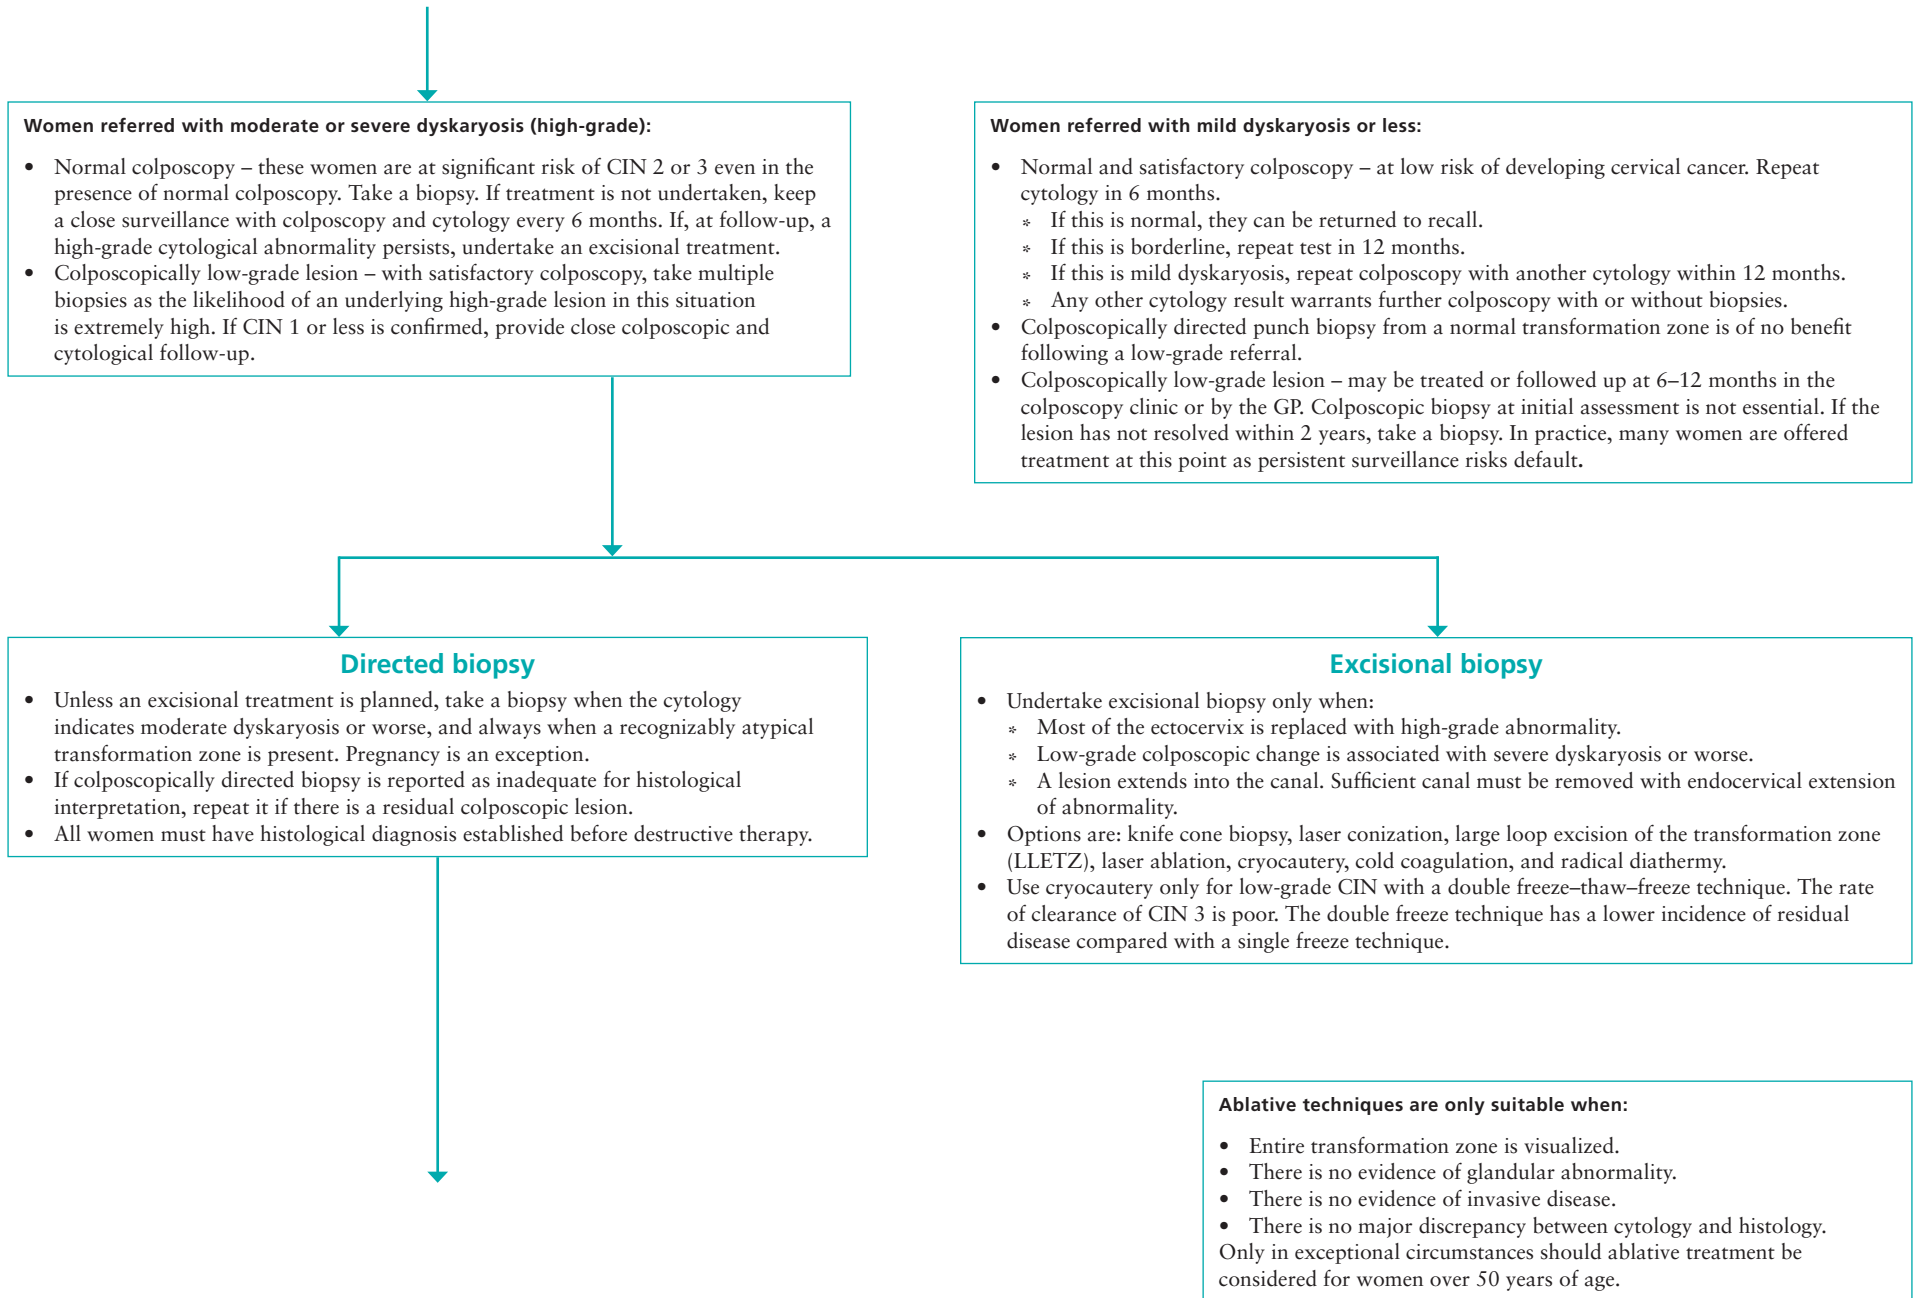 Women referred with moderate or severe dyskaryosis (high-grade):
• Normal colposcopy – these women are at significant risk of CIN 2 or 3 even in the
presence of normal colposcopy. Take a biopsy. If treatment is not undertaken, keep
a close surveillance with colposcopy and cytology every 6 months. If, at follow-up, a
high-grade cytological abnormality persists, undertake an excisional treatment.
• Colposcopically low-grade lesion – with satisfactory colposcopy, take multiple
biopsies as the likelihood of an underlying high-grade lesion in this situation
is extremely high. If CIN 1 or less is confirmed, provide close colposcopic and
cytological follow-up.
Women referred with mild dyskaryosis or less:
• Normal and satisfactory colposcopy – at low risk of developing cervical cancer. Repeat
cytology in 6 months.
* If this is normal, they can be returned to recall.
* If this is borderline, repeat test in 12 months.
* If this is mild dyskaryosis, repeat colposcopy with another cytology within 12 months.
* Any other cytology result warrants further colposcopy with or without biopsies.
• Colposcopically directed punch biopsy from a normal transformation zone is of no benefit
following a low-grade referral.
• Colposcopically low-grade lesion – may be treated or followed up at 6–12 months in the
colposcopy clinic or by the GP. Colposcopic biopsy at initial assessment is not essential. If the
lesion has not resolved within 2 years, take a biopsy. In practice, many women are offered
treatment at this point as persistent surveillance risks default.
Directed biopsy
• Unless an excisional treatment is planned, take a biopsy when the cytology
indicates moderate dyskaryosis or worse, and always when a recognizably atypical
transformation zone is present. Pregnancy is an exception.
• If colposcopically directed biopsy is reported as inadequate for histological
interpretation, repeat it if there is a residual colposcopic lesion.
• All women must have histological diagnosis established before destructive therapy.
Excisional biopsy
• Undertake excisional biopsy only when:
* Most of the ectocervix is replaced with high-grade abnormality.
* Low-grade colposcopic change is associated with severe dyskaryosis or worse.
* A lesion extends into the canal. Sufficient canal must be removed with endocervical extension
of abnormality.
• Options are: knife cone biopsy, laser conization, large loop excision of the transformation zone
(LLETZ), laser ablation, cryocautery, cold coagulation, and radical diathermy.
• Use cryocautery only for low-grade CIN with a double freeze–thaw–freeze technique. The rate
of clearance of CIN 3 is poor. The double freeze technique has a lower incidence of residual
disease compared with a single freeze technique.
Ablative techniques are only suitable when:
• Entire transformation zone is visualized.
• There is no evidence of glandular abnormality.
• There is no evidence of invasive disease.
• There is no major discrepancy between cytology and histology.
Only in exceptional circumstances should ablative treatment be
considered for women over 50 years of age.